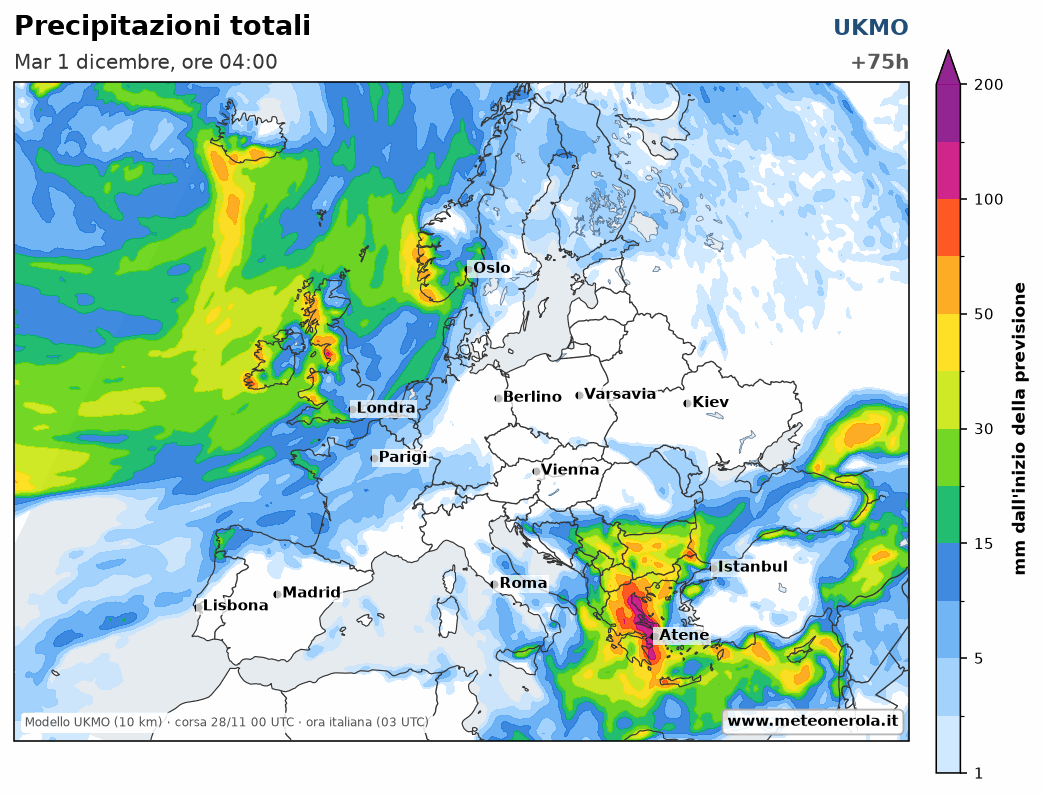 Precipitazioni totali
UKMO
Mar 1 dicembre, ore 04:00
+75h
200
100
50
30
15
5
1
mm dall'inizio della previsione
Oslo
Londra
Berlino
Varsavia
Kiev
Parigi
Vienna
Istanbul
Roma
Madrid
Lisbona
Atene
Modello UKMO (10 km) · corsa 28/11 00 UTC · ora italiana (03 UTC)
www.meteonerola.it